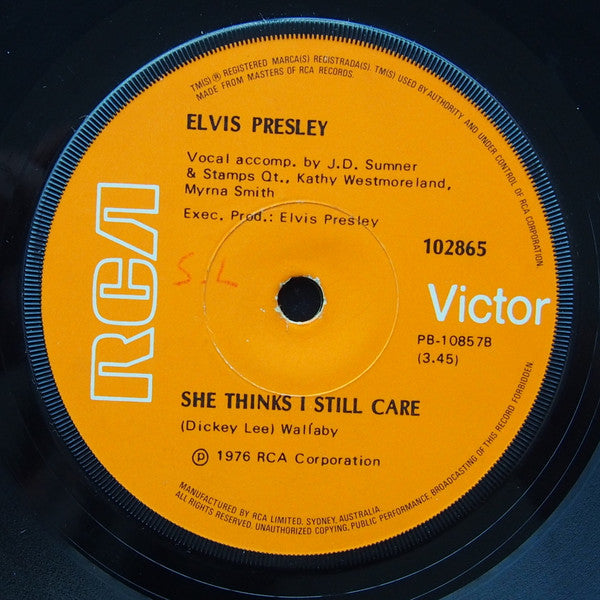 TM(S) ® REGISTERED MARCA(S) REGISTRADA(S). TM(S) USED BY AUTHORITY AND UNDER CONTROL OF RCA CORPORATION
MADE FROM MASTERS OF RCA RECORDS.
ELVIS PRESLEY
Vocal accomp. by J.D. Sumner
& Stamps Qt., Kathy Westmoreland,
Myrna Smith
Exec. Prod.: Elvis Presley
102865
S.L
RCA
Victor
PB-10857B
(3.45)
SHE THINKS I STILL CARE
(Dickey Lee) Wallaby
℗ 1976 RCA Corporation
MANUFACTURED BY RCA LIMITED, SYDNEY, AUSTRALIA.
ALL RIGHTS RESERVED. UNAUTHORIZED COPYING, PUBLIC PERFORMANCE BROADCASTING OF THIS RECORD FORBIDDEN.